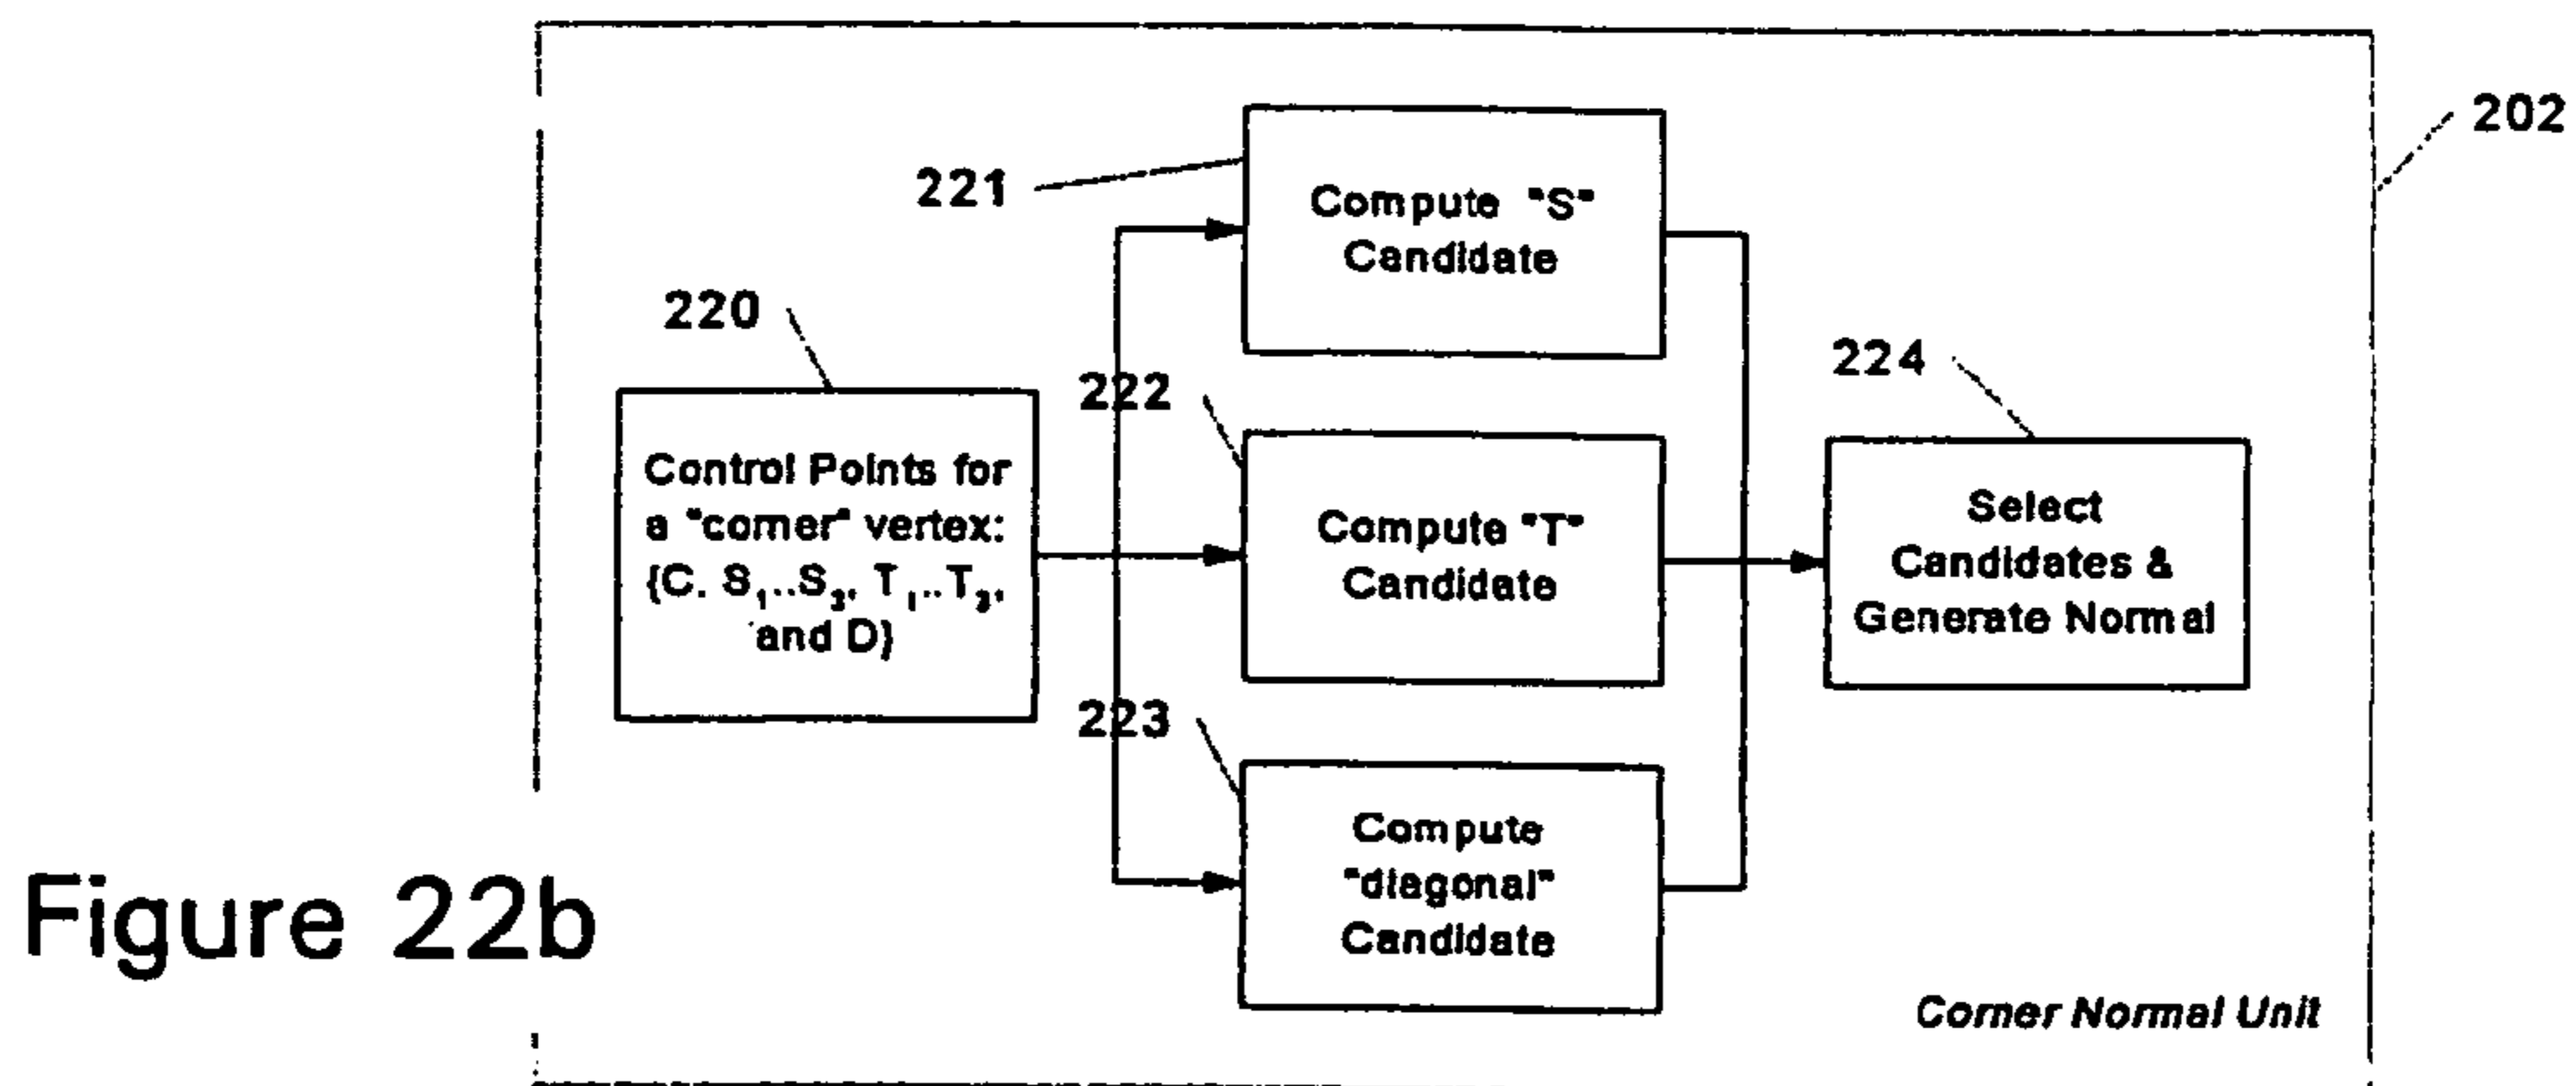 202
221
Compute "S"
Candidate
220
Control Points for
a "corner" vertex:
{C. S₁..S₃, T₁..T₃,
and D}
222
Compute "T"
Candidate
224
Select
Candidates &
Generate Normal
223
Compute
"diagonal"
Candidate
Figure 22b
Corner Normal Unit